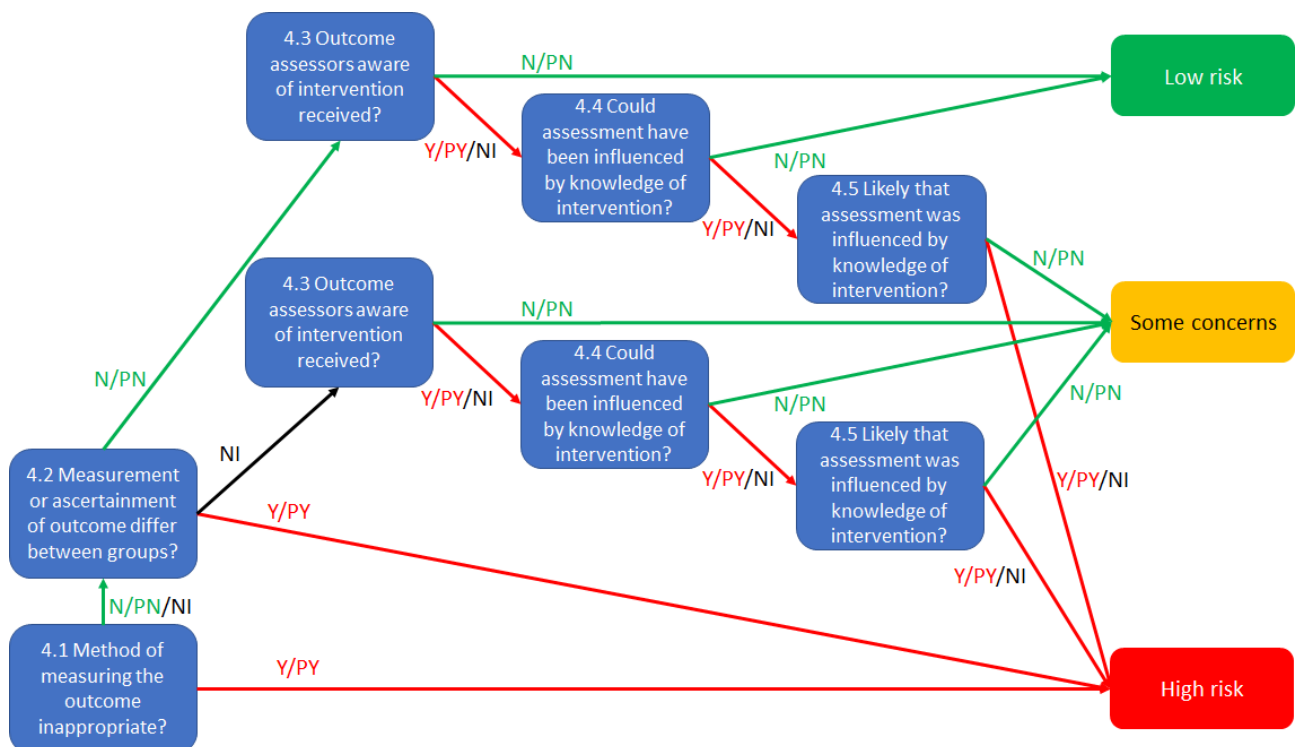 4.3 Outcome
assessors aware
of intervention
received?
N/PN
Low risk
Y/PY/NI
4.4 Could
assessment have
been influenced
by knowledge of
intervention?
N/PN
Y/PY/NI
4.5 Likely that
assessment was
influenced by
knowledge of
intervention?
N/PN
4.3 Outcome
assessors aware
of intervention
received?
N/PN
Some concerns
N/PN
Y/PY/NI
4.4 Could
assessment have
been influenced
by knowledge of
intervention?
N/PN
Y/PY/NI
4.5 Likely that
assessment was
influenced by
knowledge of
intervention?
N/PN
Y/PY/NI
Y/PY/NI
NI
4.2 Measurement
or ascertainment
of outcome differ
between groups?
Y/PY
N/PN/NI
4.1 Method of
measuring the
outcome
inappropriate?
Y/PY
High risk